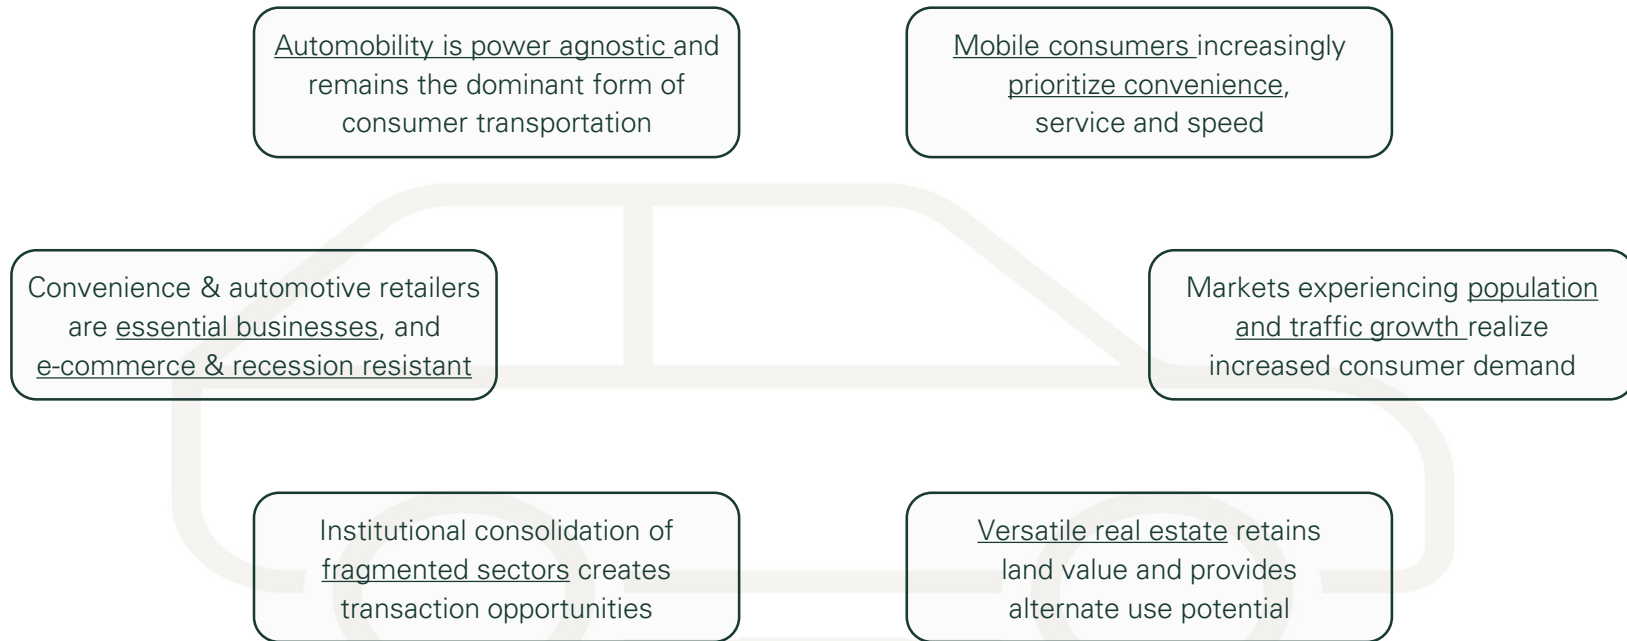 Automobility is power agnostic and
remains the dominant form of
consumer transportation
Mobile consumers increasingly
prioritize convenience,
service and speed
Convenience & automotive retailers
are essential businesses, and
e-commerce & recession resistant
Markets experiencing population
and traffic growth realize
increased consumer demand
Institutional consolidation of
fragmented sectors creates
transaction opportunities
Versatile real estate retains
land value and provides
alternate use potential